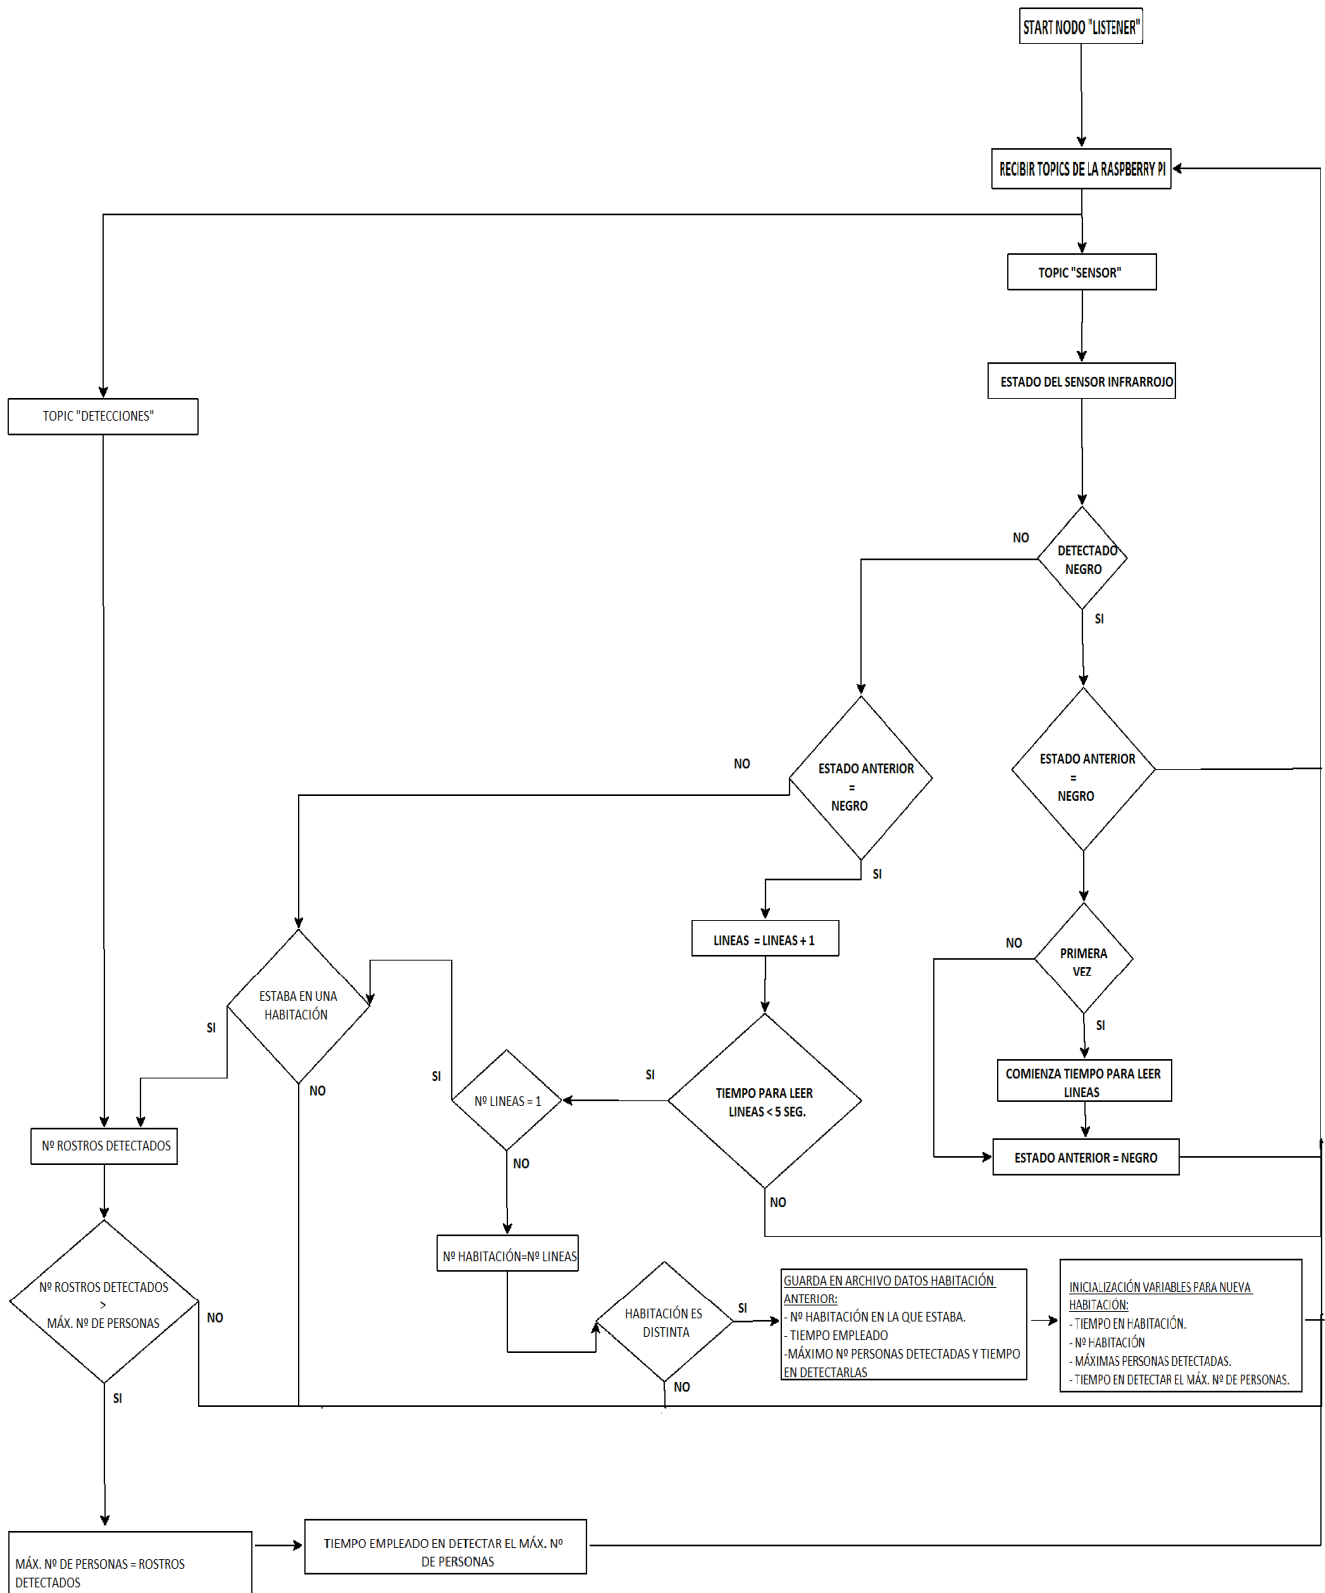 START NODO "LISTENER"
RECIBIR TOPICS DE LA RASPBERRY PI
TOPIC "SENSOR"
ESTADO DEL SENSOR INFRARROJO
TOPIC "DETECCIONES"
NO
DETECTADO
NEGRO
SI
NO
ESTADO ANTERIOR
=
NEGRO
ESTADO ANTERIOR
=
NEGRO
SI
LINEAS = LINEAS + 1
NO
PRIMERA
VEZ
SI
ESTABA EN UNA
HABITACIÓN
SI
NO
COMIENZA TIEMPO PARA LEER
LINEAS
SI
Nº LINEAS = 1
SI
TIEMPO PARA LEER
LINEAS < 5 SEG.
NO
NO
Nº ROSTROS DETECTADOS
ESTADO ANTERIOR = NEGRO
Nº HABITACIÓN=Nº LINEAS
Nº ROSTROS DETECTADOS
>
MÁX. Nº DE PERSONAS
NO
SI
HABITACIÓN ES
DISTINTA
SI
NO
GUARDA EN ARCHIVO DATOS HABITACIÓN
ANTERIOR:
- Nº HABITACIÓN EN LA QUE ESTABA.
- TIEMPO EMPLEADO
-MÁXIMO Nº PERSONAS DETECTADAS Y TIEMPO
EN DETECTARLAS
INICIALIZACIÓN VARIABLES PARA NUEVA
HABITACIÓN:
- TIEMPO EN HABITACIÓN.
- Nº HABITACIÓN
- MÁXIMAS PERSONAS DETECTADAS.
- TIEMPO EN DETECTAR EL MÁX. Nº DE PERSONAS.
MÁX. Nº DE PERSONAS = ROSTROS
DETECTADOS
TIEMPO EMPLEADO EN DETECTAR EL MÁX. Nº
DE PERSONAS